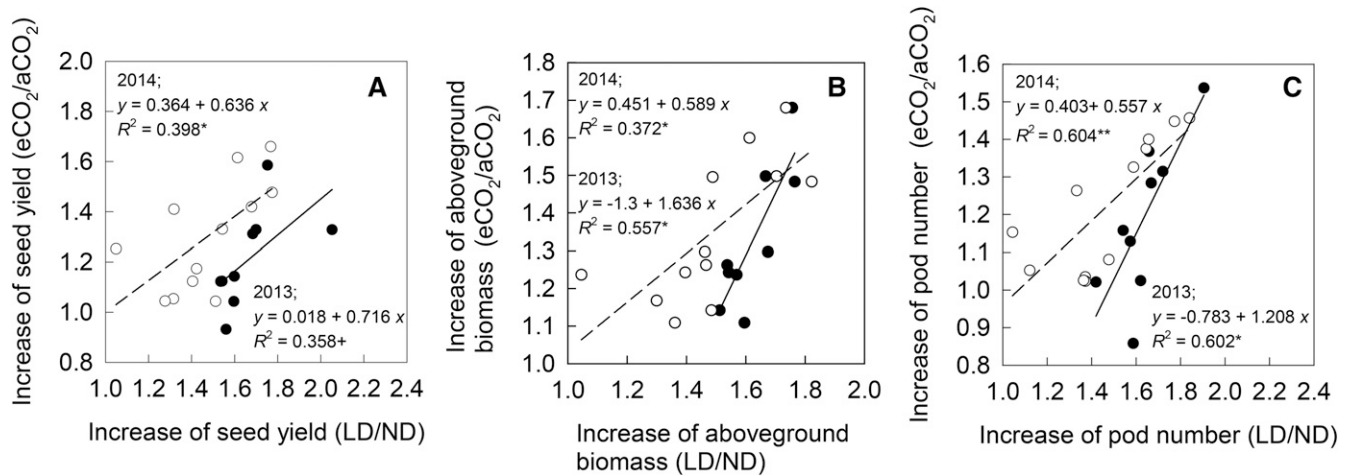 Increase of seed yield (eCO₂/aCO₂)
2.0
1.8
1.6
1.4
1.2
1.0
0.8
A
2014;
y = 0.364 + 0.636 x
R² = 0.398*
2013;
y = 0.018 + 0.716 x
R² = 0.358+
1.0 1.2 1.4 1.6 1.8 2.0 2.2 2.4
Increase of seed yield (LD/ND)
Increase of aboveground
biomass (eCO₂/aCO₂)
1.8
1.7
1.6
1.5
1.4
1.3
1.2
1.1
1.0
B
2014;
y = 0.451 + 0.589 x
R² = 0.372*
2013;
y = -1.3 + 1.636 x
R² = 0.557*
1.0 1.2 1.4 1.6 1.8 2.0
Increase of aboveground
biomass (LD/ND)
Increase of pod number (eCO₂/aCO₂)
1.6
1.5
1.4
1.3
1.2
1.1
1.0
0.9
0.8
C
2014;
y = 0.403+ 0.557 x
R² = 0.604**
2013;
y = -0.783 + 1.208 x
R² = 0.602*
1.0 1.2 1.4 1.6 1.8 2.0 2.2 2.4
Increase of pod number (LD/ND)